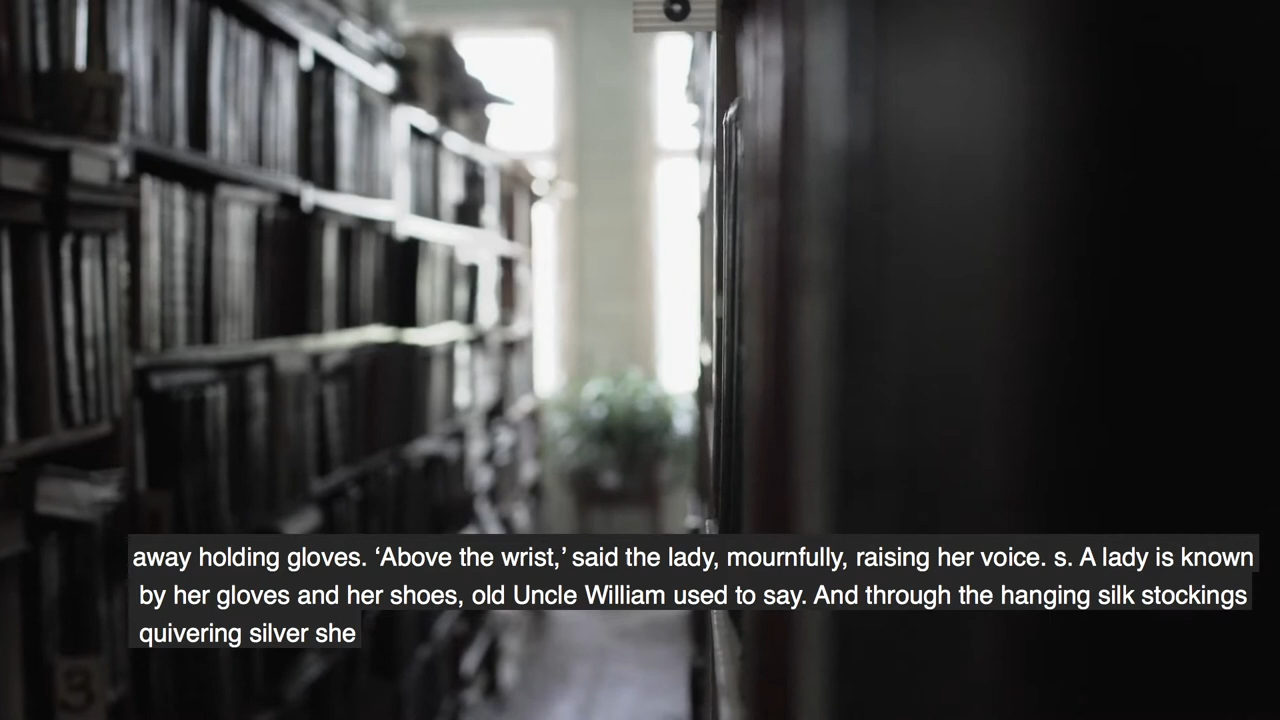 away holding gloves. ‘Above the wrist,’ said the lady, mournfully, raising her voice. s. A lady is known
by her gloves and her shoes, old Uncle William used to say. And through the hanging silk stockings
quivering silver she
3